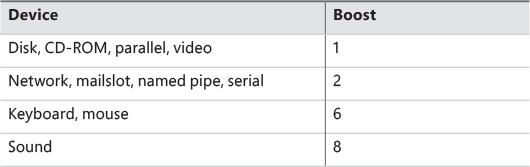 Device Boost
Disk, CD-ROM, parallel, video 1
Network, mailslot, named pipe, serial 2
Keyboard, mouse 6
Sound 8